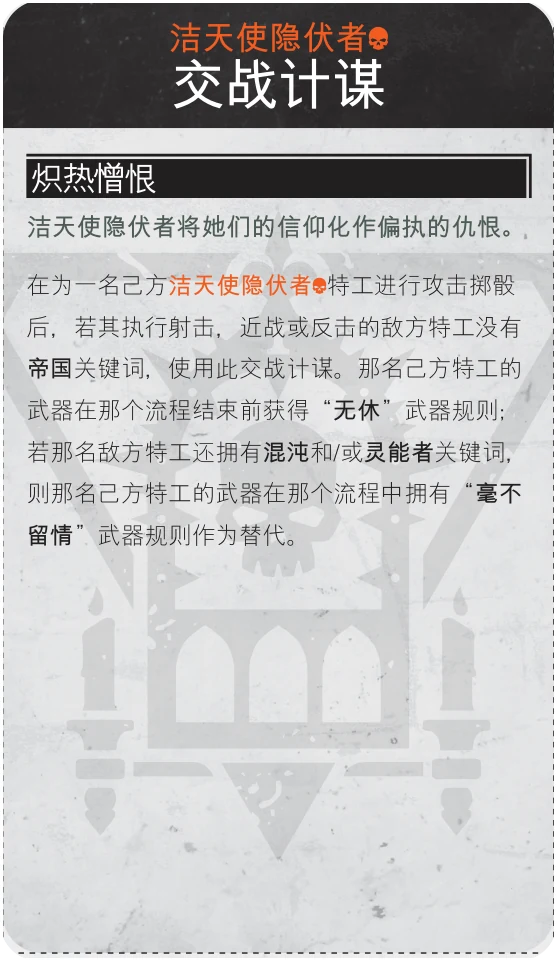 洁天使隐伏者
交战计谋
炽热憎恨
洁天使隐伏者将她们的信仰化作偏执的仇恨。
在为一名己方洁天使隐伏者特工进行攻击掷骰
后，若其执行射击，近战或反击的敌方特工没有
帝国关键词，使用此交战计谋。那名己方特工的
武器在那个流程结束前获得“无休”武器规则；
若那名敌方特工还拥有混沌和/或灵能者关键词，
则那名己方特工的武器在那个流程中拥有“毫不
留情”武器规则作为替代。